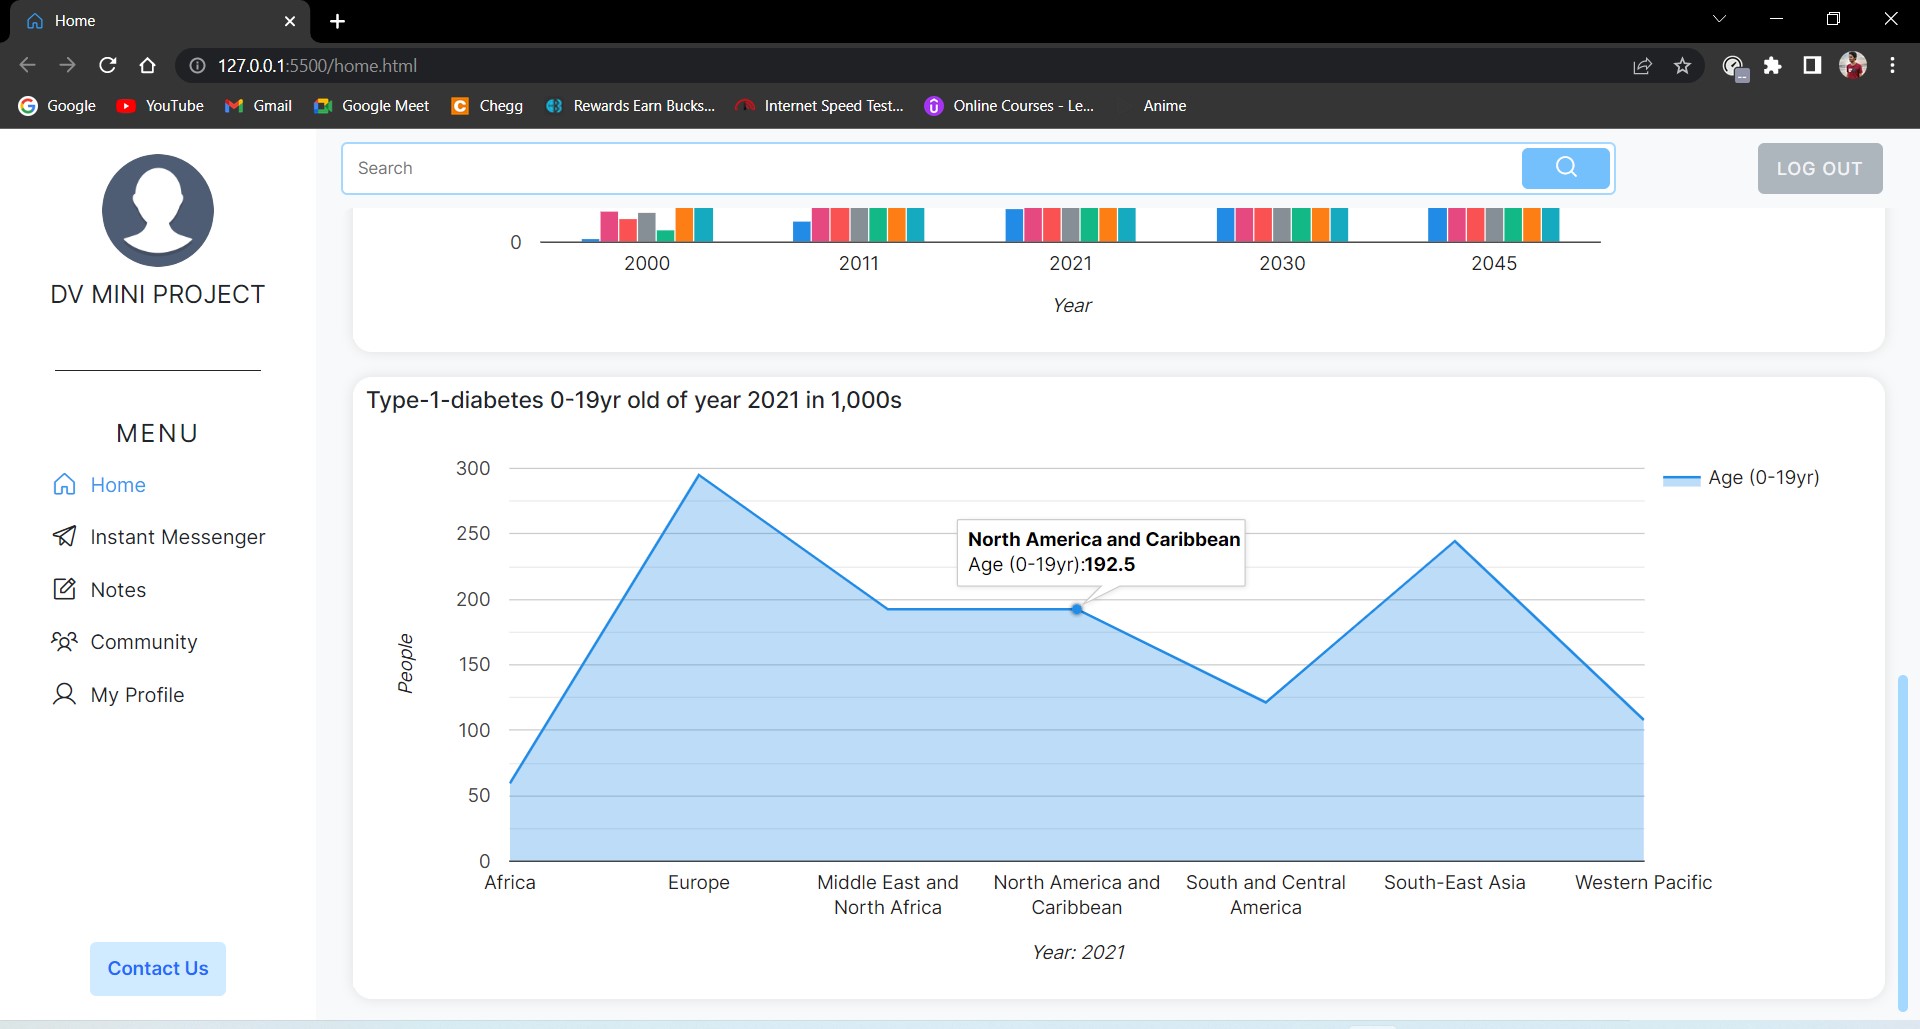 Home
127.0.0.1:5500/home.html
Google YouTube Gmail Google Meet Chegg Rewards Earn Bucks... Internet Speed Test... Online Courses - Le... Anime
DV MINI PROJECT
MENU
Home
Instant Messenger
Notes
Community
My Profile
Contact Us
Search
LOG OUT
0
2000 2011 2021 2030 2045
Year
Type-1-diabetes 0-19yr old of year 2021 in 1,000s
300
250
200
150
100
50
0
People
Age (0-19yr)
North America and Caribbean
Age (0-19yr):192.5
Africa Europe Middle East and North America and South and Central South-East Asia Western Pacific
North Africa Caribbean America
Year: 2021